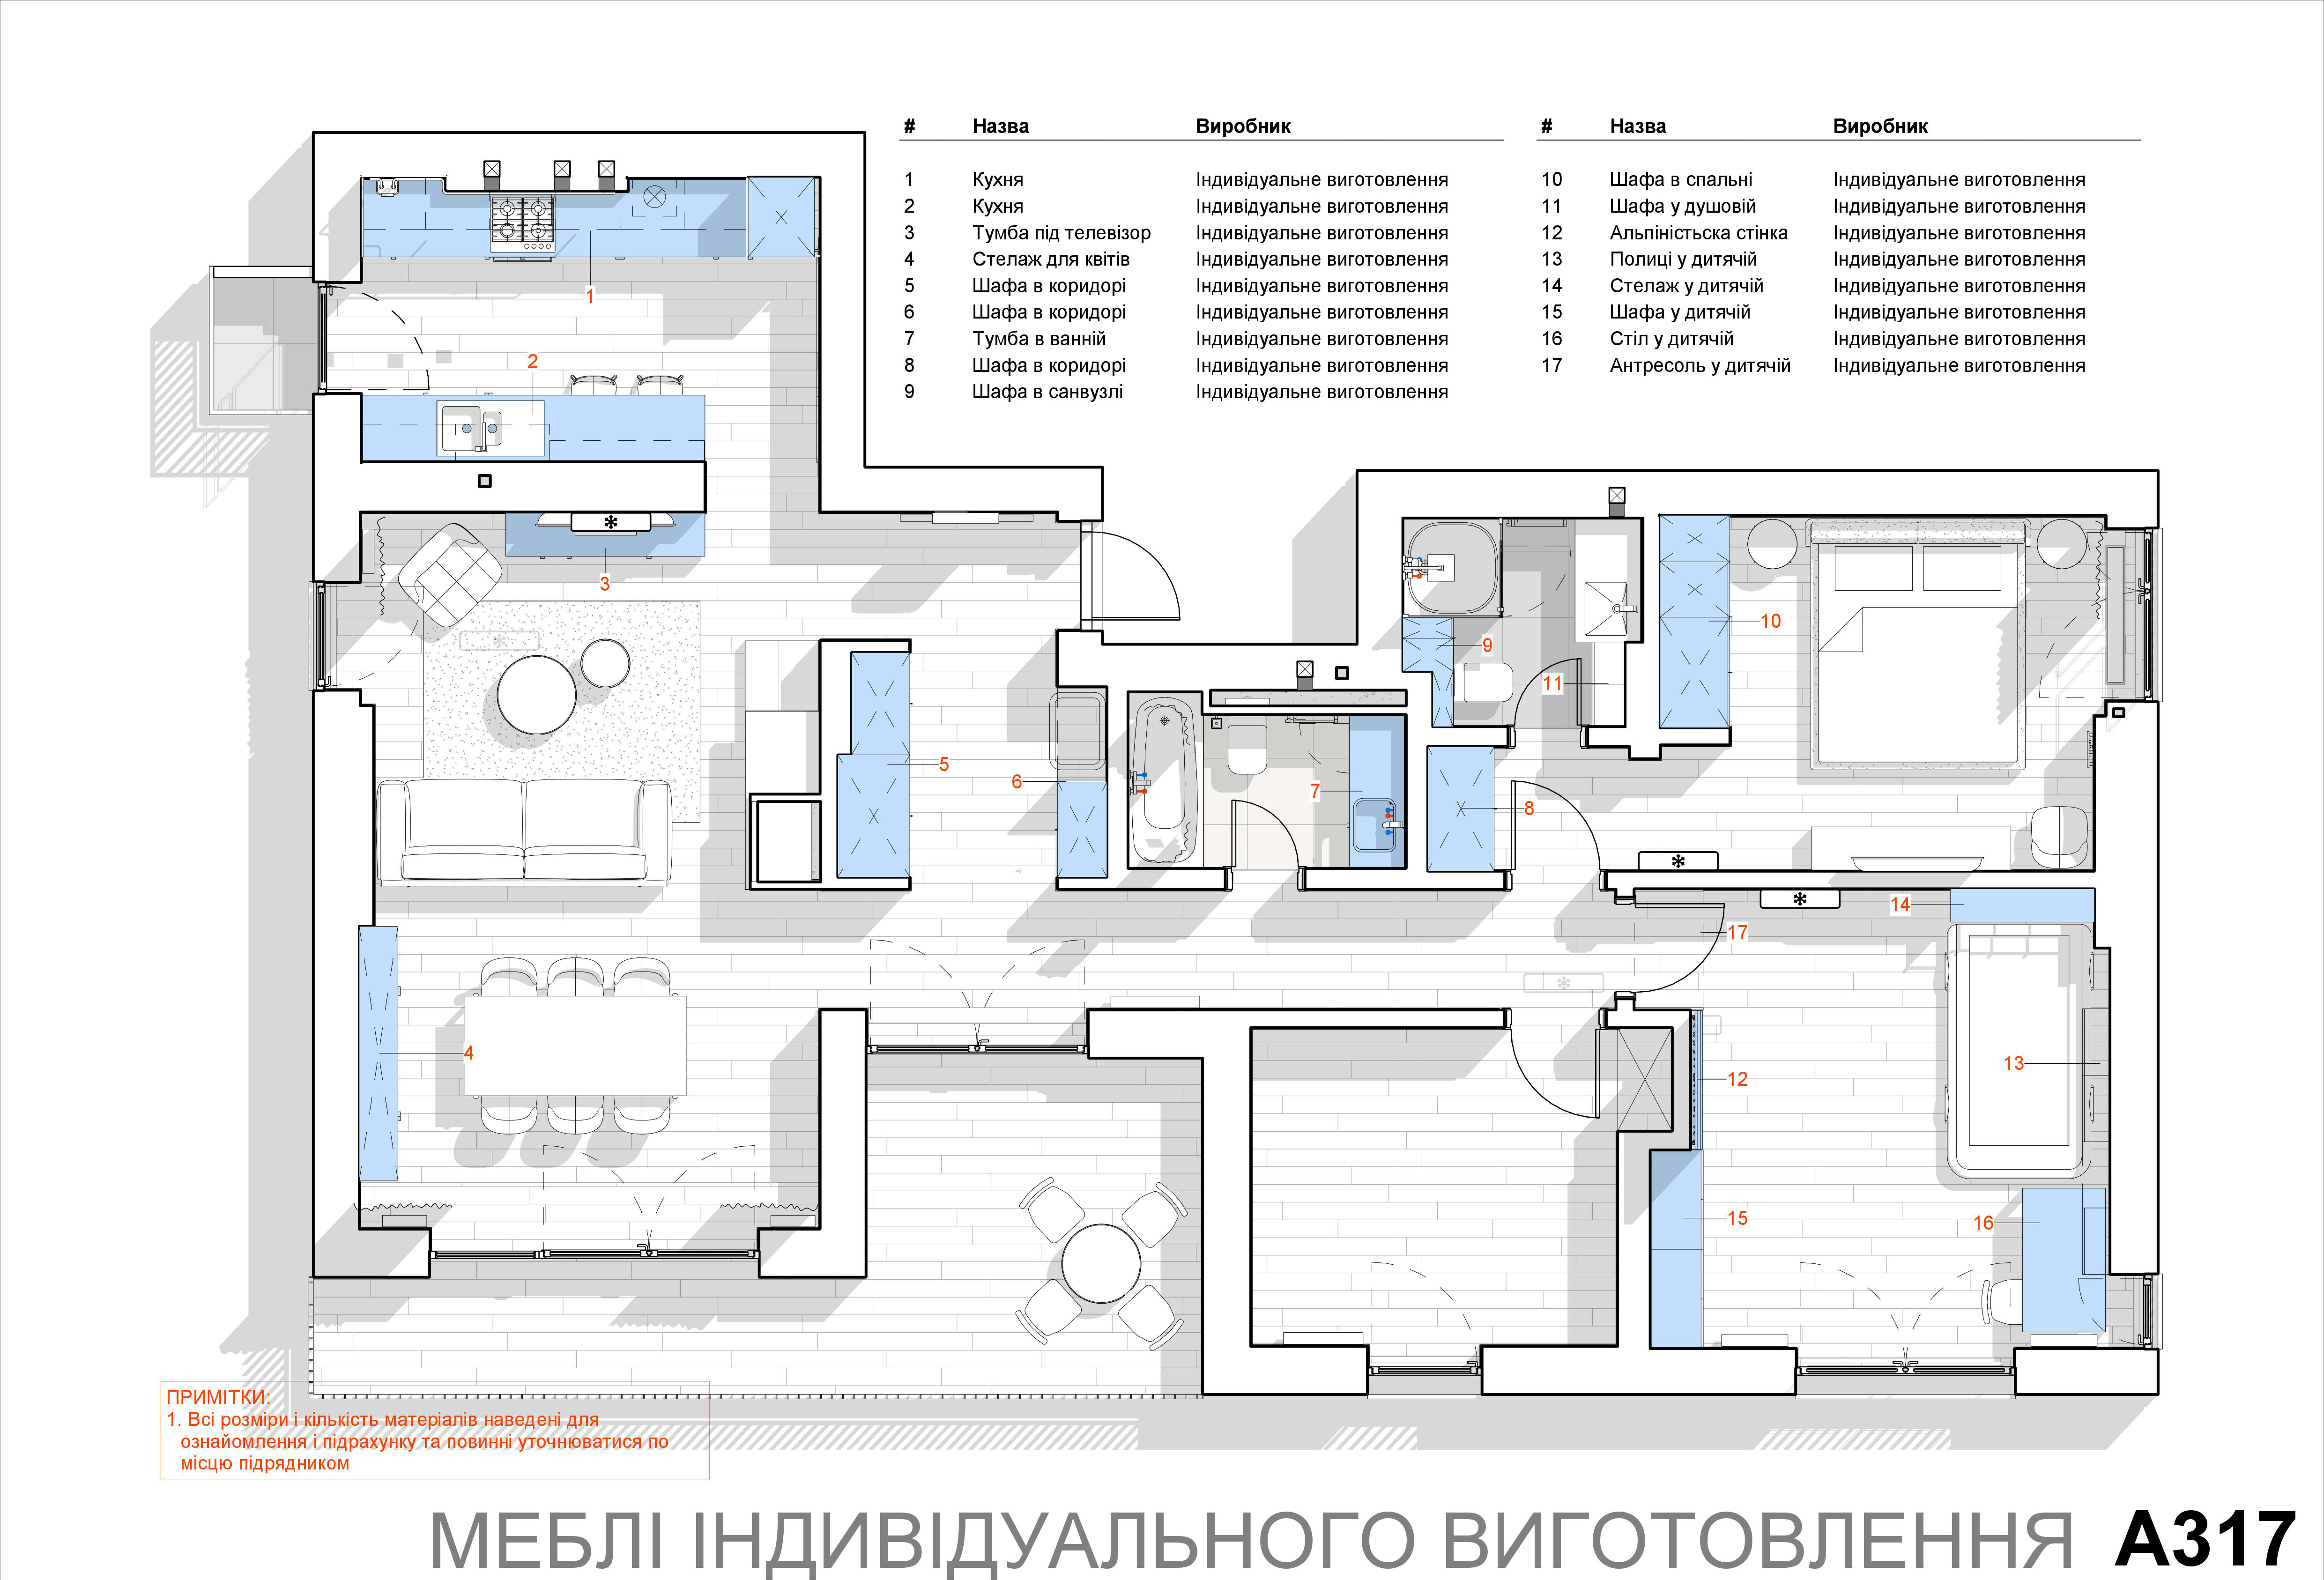 # Назва Виробник
1 Кухня Індивідуальне виготовлення
2 Кухня Індивідуальне виготовлення
3 Тумба під телевізор Індивідуальне виготовлення
4 Стелаж для квітів Індивідуальне виготовлення
5 Шафа в коридорі Індивідуальне виготовлення
6 Шафа в коридорі Індивідуальне виготовлення
7 Тумба в ванній Індивідуальне виготовлення
8 Шафа в коридорі Індивідуальне виготовлення
9 Шафа в санвузлі Індивідуальне виготовлення
# Назва Виробник
10 Шафа в спальні Індивідуальне виготовлення
11 Шафа у душовій Індивідуальне виготовлення
12 Альпіністьска стінка Індивідуальне виготовлення
13 Полиці у дитячій Індивідуальне виготовлення
14 Стелаж у дитячій Індивідуальне виготовлення
15 Шафа у дитячій Індивідуальне виготовлення
16 Стіл у дитячій Індивідуальне виготовлення
17 Антресоль у дитячій Індивідуальне виготовлення
1
2
3
10
9
11
5
6
7
8
14
17
4
13
12
15
16
ПРИМІТКИ:
1. Всі розміри і кількість матеріалів наведені для
ознайомлення і підрахунку та повинні уточнюватися по
місцю підрядником
МЕБЛІ ІНДИВІДУАЛЬНОГО ВИГОТОВЛЕННЯ A317